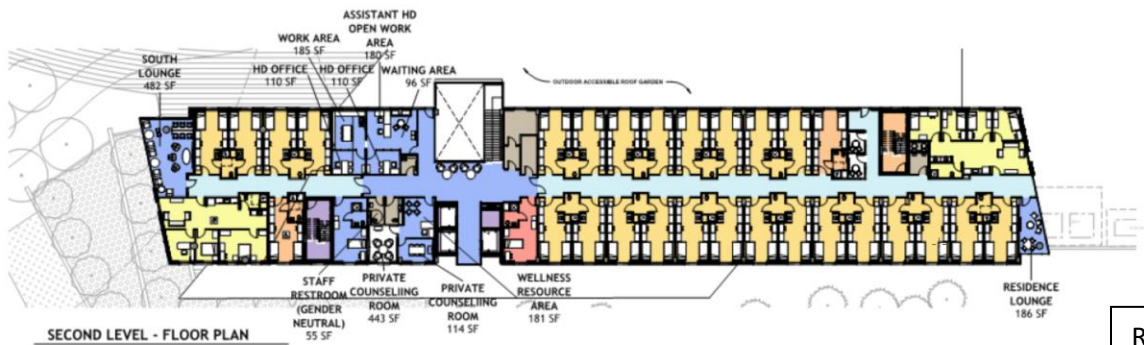 ASSISTANT HD
OPEN WORK
AREA
180 SF
WORK AREA
185 SF
SOUTH
LOUNGE
482 SF
HD OFFICE
110 SF
HD OFFICE
110 SF
WAITING AREA
96 SF
OUTDOOR ACCESSIBLE ROOF GARDEN
STAFF
RESTROOM
(GENDER
NEUTRAL)
55 SF
PRIVATE
COUNSELIING
ROOM
443 SF
PRIVATE
COUNSELIING
ROOM
114 SF
WELLNESS
RESOURCE
AREA
181 SF
RESIDENCE
LOUNGE
186 SF
SECOND LEVEL - FLOOR PLAN
R